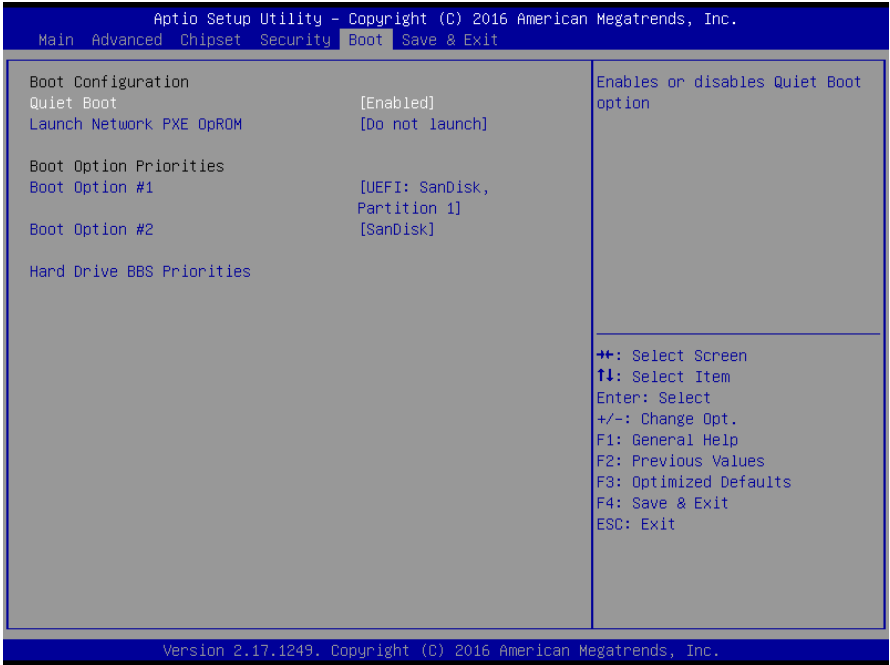 Aptio Setup Utility – Copyright (C) 2016 American Megatrends, Inc.
Main Advanced Chipset Security Boot Save & Exit
Boot Configuration
Quiet Boot [Enabled]
Launch Network PXE OpROM [Do not launch]
Boot Option Priorities
Boot Option #1 [UEFI: SanDisk,
Partition 1]
Boot Option #2 [SanDisk]
Hard Drive BBS Priorities
Enables or disables Quiet Boot
option
→←: Select Screen
↑↓: Select Item
Enter: Select
+/-: Change Opt.
F1: General Help
F2: Previous Values
F3: Optimized Defaults
F4: Save & Exit
ESC: Exit
Version 2.17.1249. Copyright (C) 2016 American Megatrends, Inc.